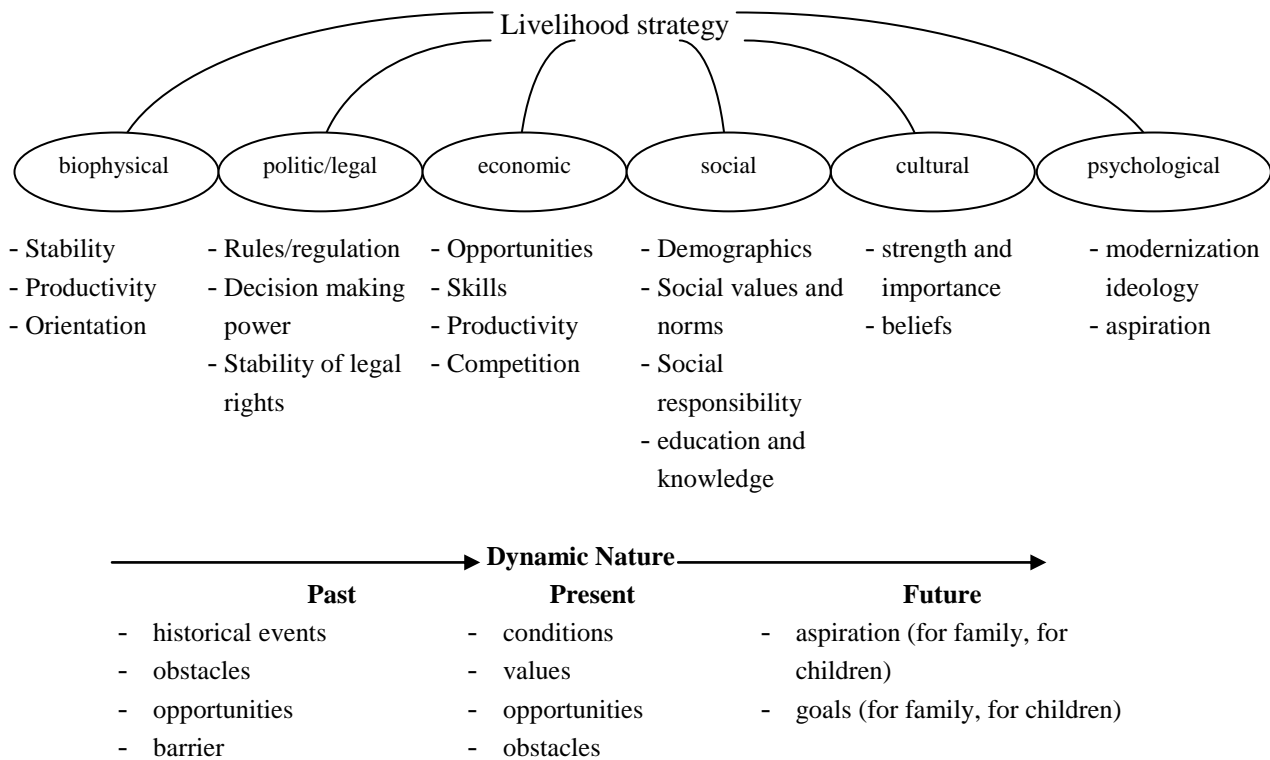 Livelihood strategy
biophysical
politic/legal
economic
social
cultural
psychological
- Stability
- Productivity
- Orientation
- Rules/regulation
- Decision making
power
- Stability of legal
rights
- Opportunities
- Skills
- Productivity
- Competition
- Demographics
- Social values and
norms
- Social
responsibility
- education and
knowledge
- strength and
importance
- beliefs
- modernization
ideology
- aspiration
Dynamic Nature
Past
- historical events
- obstacles
- opportunities
- barrier
Present
- conditions
- values
- opportunities
- obstacles
Future
- aspiration (for family, for
children)
- goals (for family, for children)